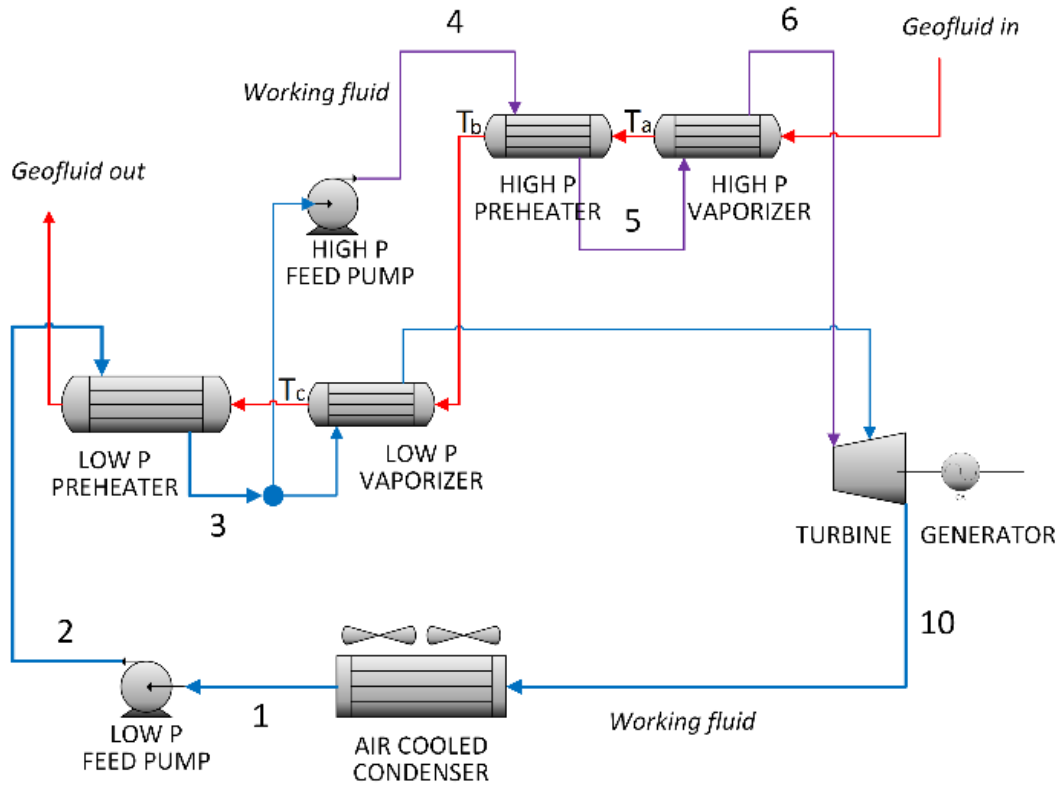 4
6
Geofluid in
Working fluid
Tb
Ta
Geofluid out
HIGH P
PREHEATER
HIGH P
VAPORIZER
5
HIGH P
FEED PUMP
Tc
LOW P
PREHEATER
LOW P
VAPORIZER
3
TURBINE
GENERATOR
2
10
1
Working fluid
LOW P
FEED PUMP
AIR COOLED
CONDENSER